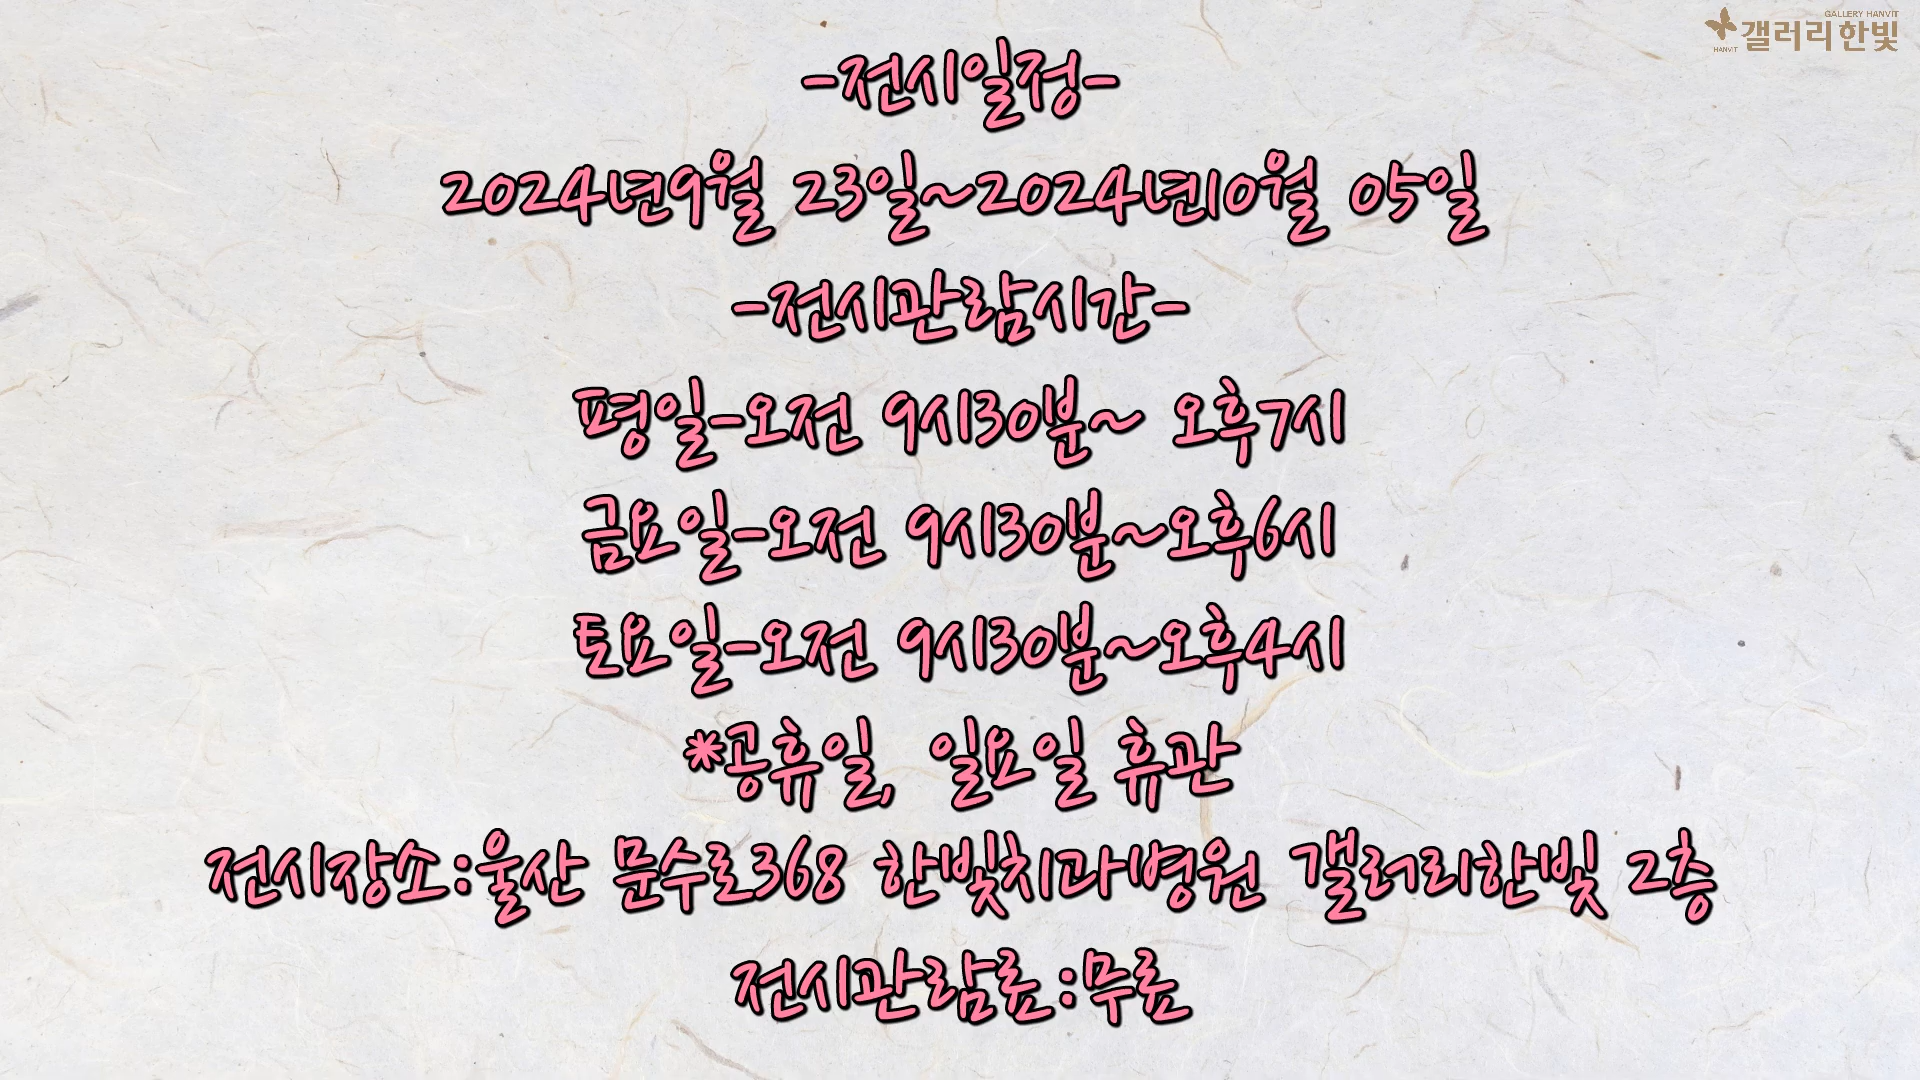 GALLERY HANVIT
HANVIT 갤러리한빛
-전시일정-
2024년9월 23일~2024년10월 05일
-전시관람시간-
평일-오전 9시30분~ 오후7시
금요일-오전 9시30분~오후6시
토요일-오전 9시30분~오후4시
*공휴일, 일요일 휴관
전시장소:울산 문수로368 한빛치과병원 갤러리한빛 2층
전시관람료:무료